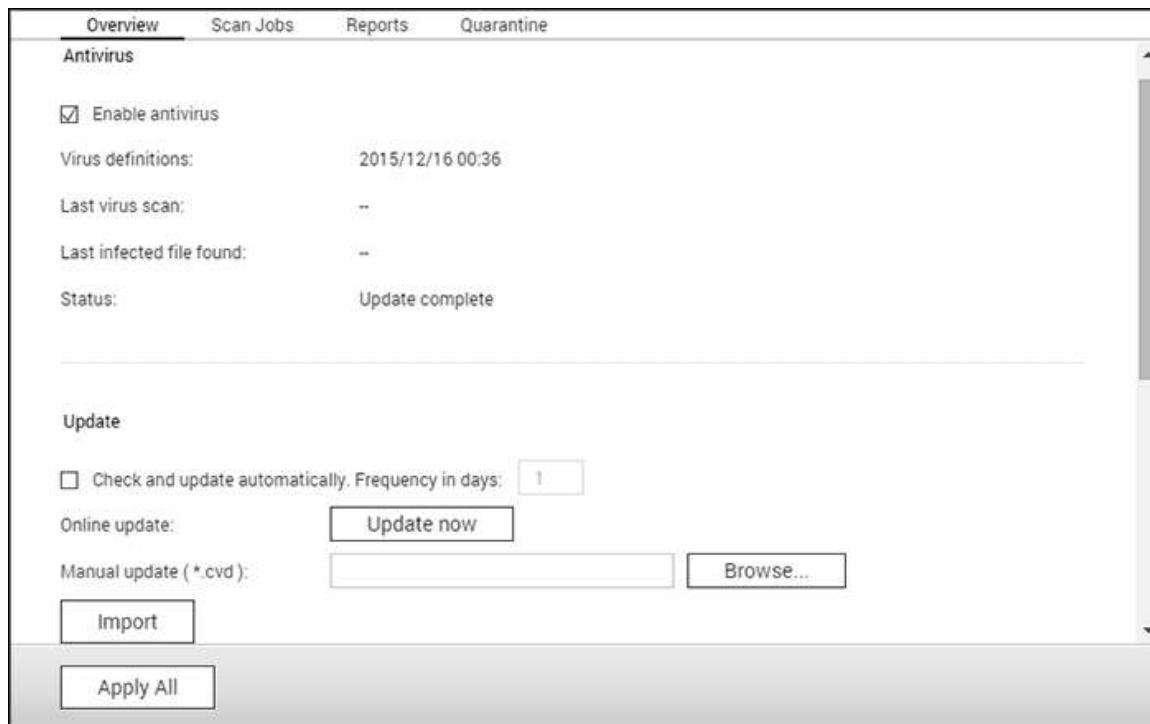 Overview Scan Jobs Reports Quarantine
Antivirus
Enable antivirus
Virus definitions: 2015/12/16 00:36
Last virus scan: --
Last infected file found: --
Status: Update complete
Update
Check and update automatically. Frequency in days: 1
Online update: Update now
Manual update ( *.cvd ): Browse...
Import
Apply All